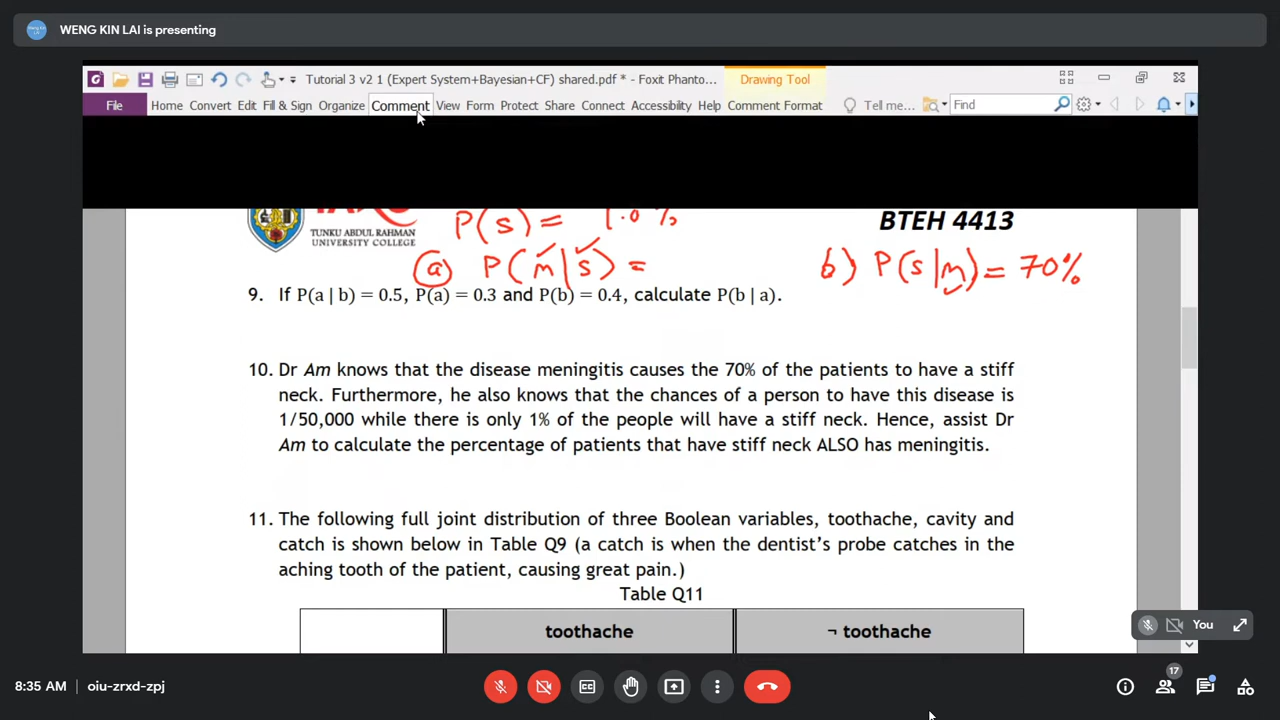 WENG KIN LAI is presenting
Tutorial 3 v2 1 (Expert System+Bayesian+CF) shared.pdf * - Foxit Phanto...
Drawing Tool
File Home Convert Edit Fill & Sign Organize Comment View Form Protect Share Connect Accessibility Help Comment Format Tell me... Find
TUNKU ABDUL RAHMAN
UNIVERSITY COLLEGE
P(s) = 1.0%
BTEH 4413
a P(m|s) =
b) P(s|m) = 70%
9. If P(a | b) = 0.5, P(a) = 0.3 and P(b) = 0.4, calculate P(b | a).
10. Dr Am knows that the disease meningitis causes the 70% of the patients to have a stiff
neck. Furthermore, he also knows that the chances of a person to have this disease is
1/50,000 while there is only 1% of the people will have a stiff neck. Hence, assist Dr
Am to calculate the percentage of patients that have stiff neck ALSO has meningitis.
11. The following full joint distribution of three Boolean variables, toothache, cavity and
catch is shown below in Table Q9 (a catch is when the dentist's probe catches in the
aching tooth of the patient, causing great pain.)
Table Q11
toothache ¬ toothache
You
8:35 AM oiu-zrxd-zpj
17